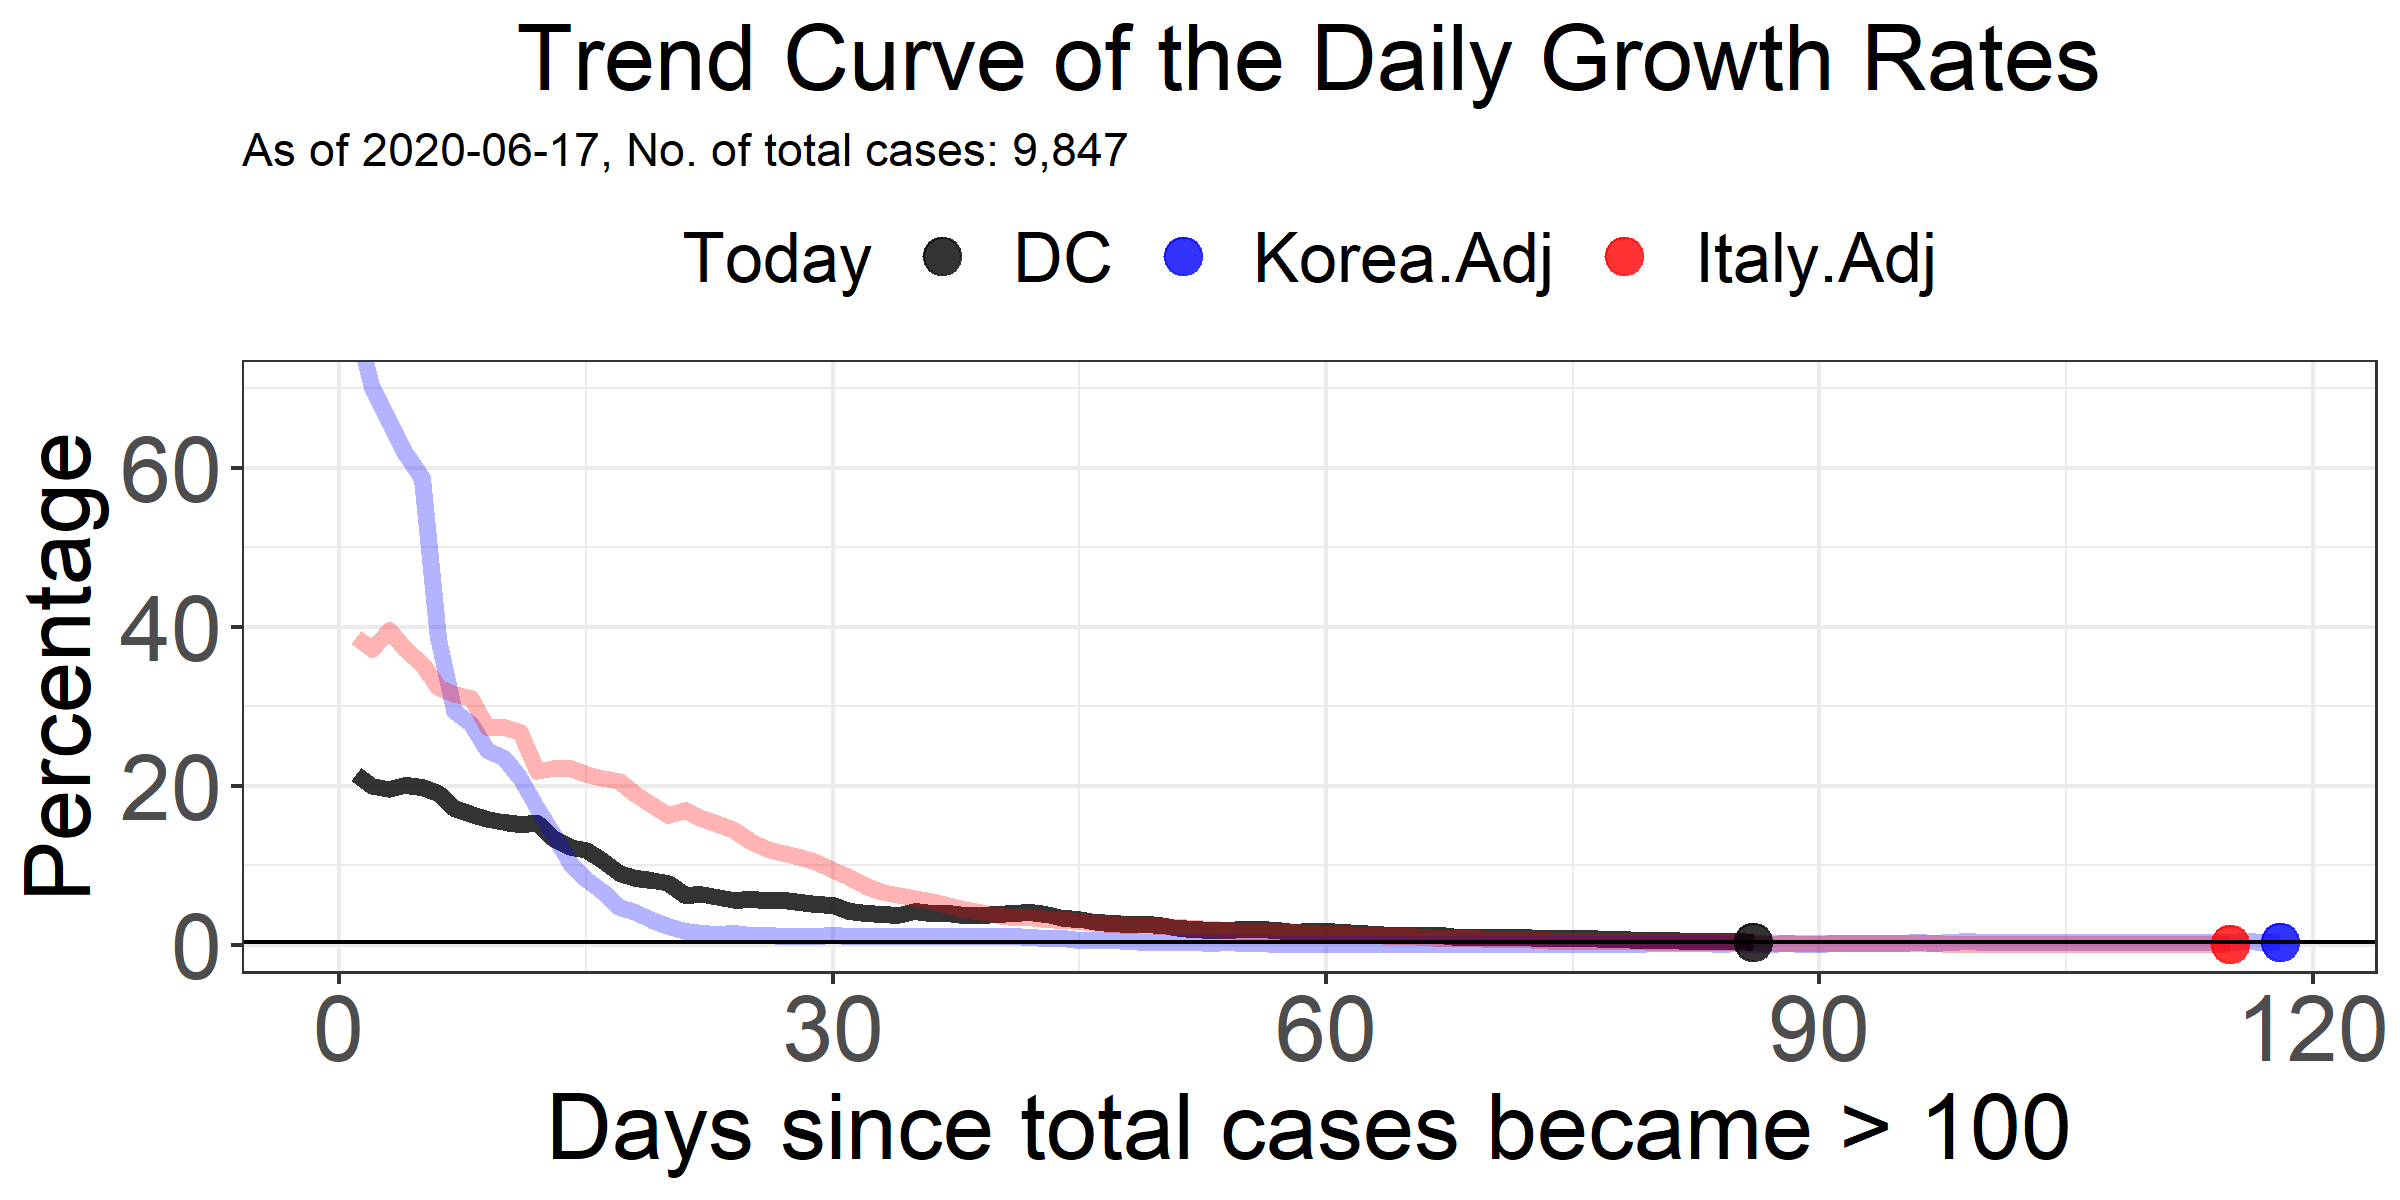 Trend Curve of the Daily Growth Rates
As of 2020-06-17, No. of total cases: 9,847
Today DC Korea.Adj Italy.Adj
Percentage
60
40
20
0
0 30 60 90 120
Days since total cases became > 100